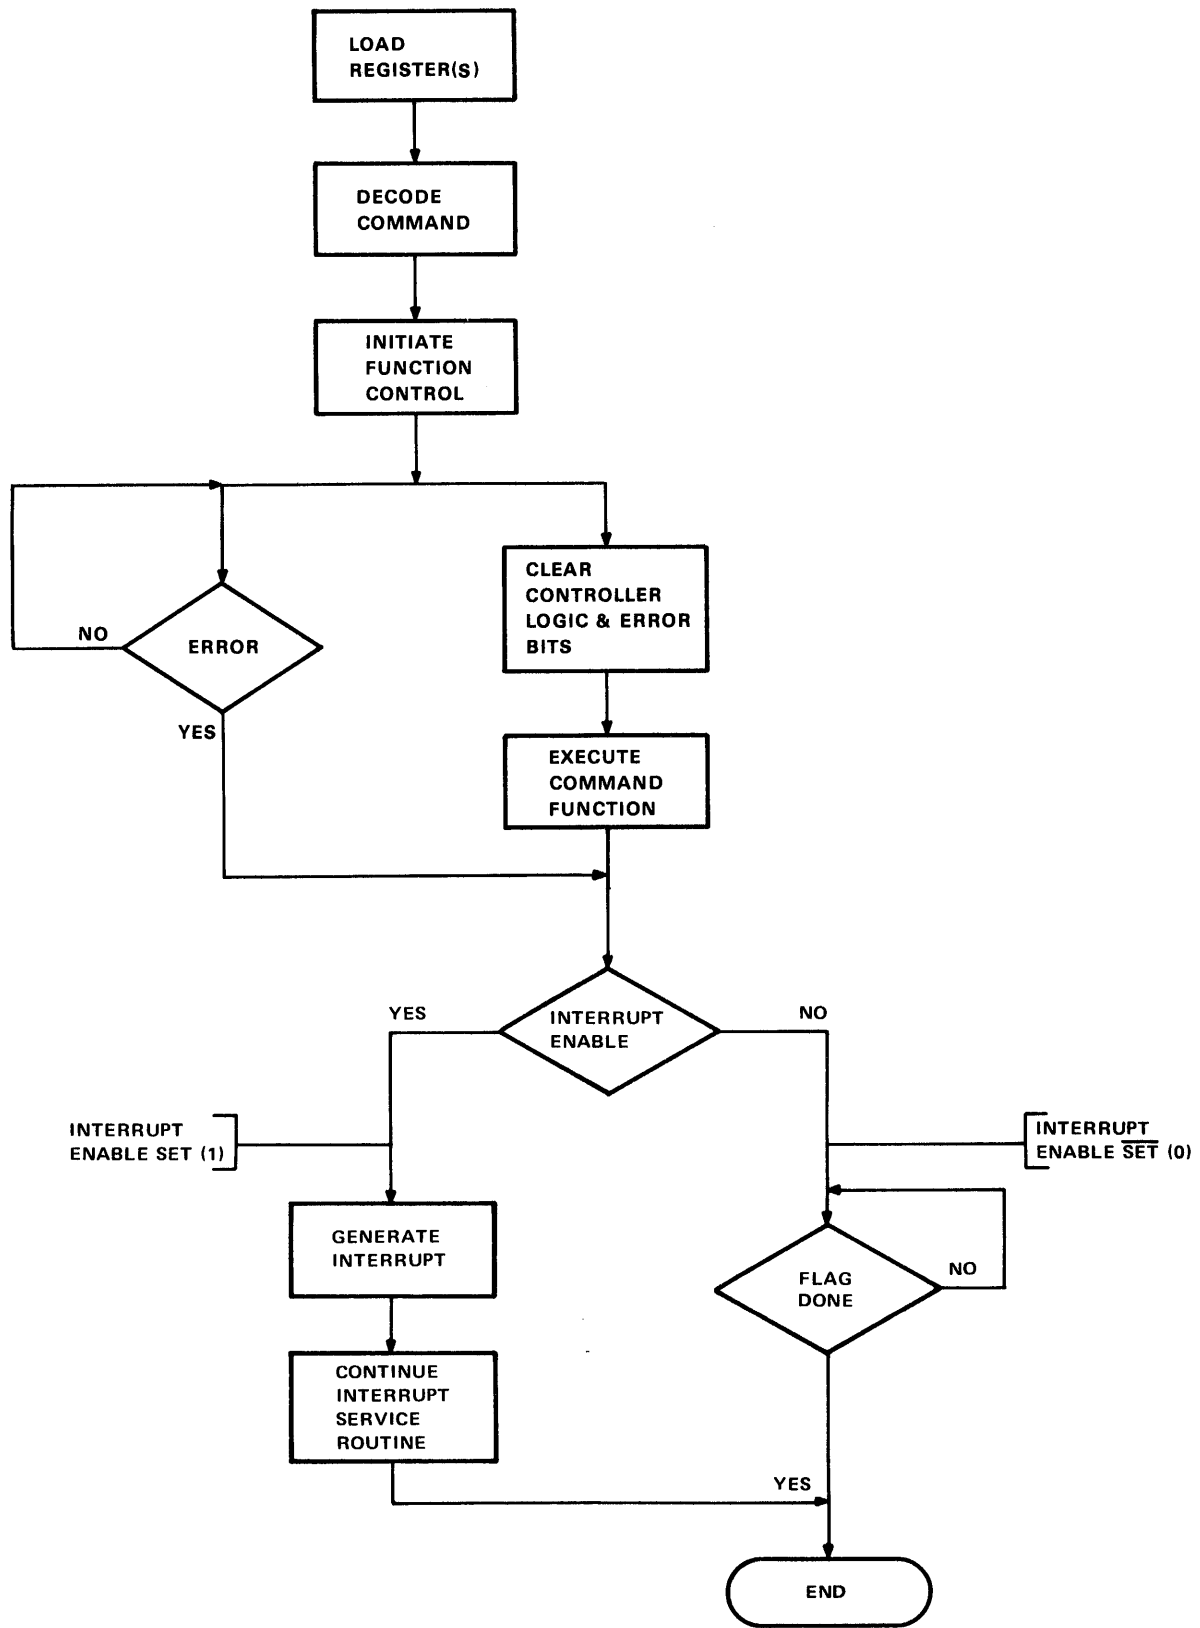 LOAD
REGISTER(S)
DECODE
COMMAND
INITIATE
FUNCTION
CONTROL
CLEAR
CONTROLLER
LOGIC & ERROR
BITS
NO
ERROR
YES
EXECUTE
COMMAND
FUNCTION
YES
INTERRUPT
ENABLE
NO
INTERRUPT
ENABLE SET (1)
INTERRUPT
ENABLE S̅E̅T̅ (0)
GENERATE
INTERRUPT
FLAG
DONE
NO
CONTINUE
INTERRUPT
SERVICE
ROUTINE
YES
END